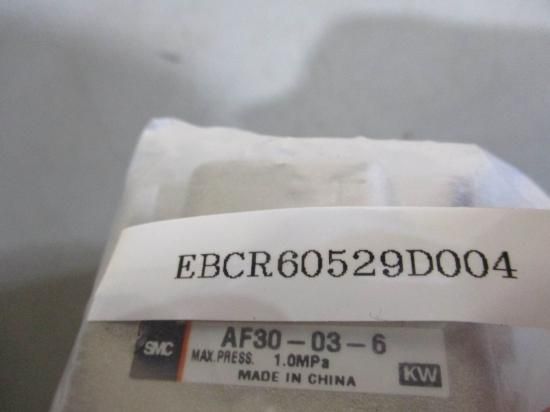 EBCR60529D004
SMC AF30-03-6
MAX.PRESS. 1.0MPa
MADE IN CHINA KW